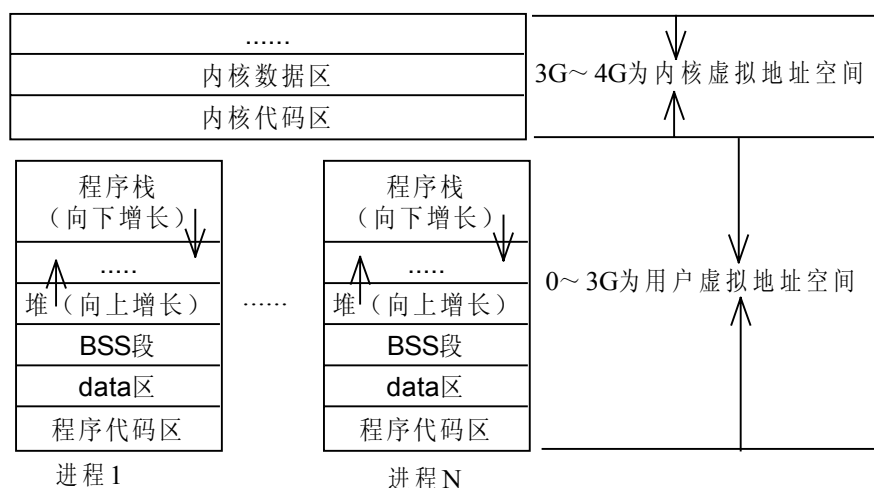 ......
内核数据区
内核代码区
3G～4G为内核虚拟地址空间
程序栈
（向下增长）
.....
堆（向上增长）
BSS段
data区
程序代码区
进程1
......
程序栈
（向下增长）
.....
堆（向上增长）
BSS段
data区
程序代码区
进程N
0～3G为用户虚拟地址空间